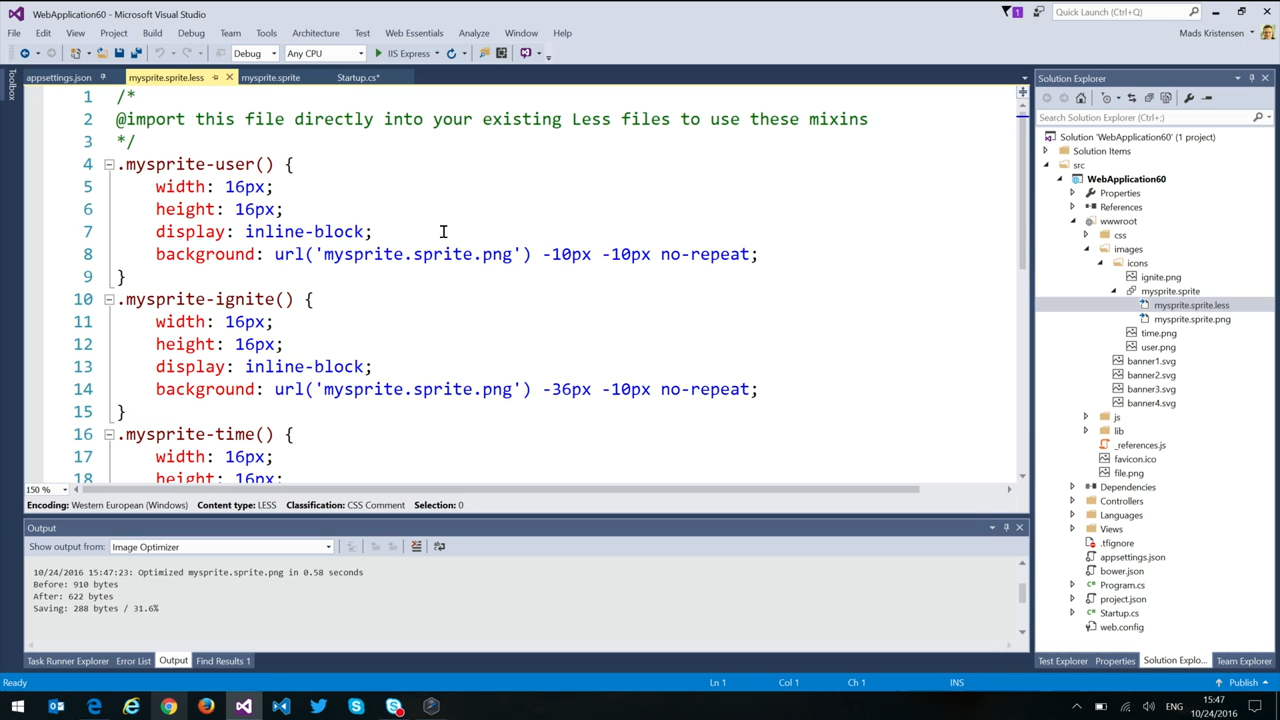 WebApplication60 - Microsoft Visual Studio
1
Quick Launch (Ctrl+Q)
File Edit View Project Build Debug Team Tools Architecture Test Web Essentials Analyze Window Help
Mads Kristensen
Debug Any CPU IIS Express
Toolbox
appsettings.json mysprite.sprite.less mysprite.sprite Startup.cs*
1 /*
2 @import this file directly into your existing Less files to use these mixins
3 */
4 .mysprite-user() {
5 width: 16px;
6 height: 16px;
7 display: inline-block;
8 background: url('mysprite.sprite.png') -10px -10px no-repeat;
9 }
10 .mysprite-ignite() {
11 width: 16px;
12 height: 16px;
13 display: inline-block;
14 background: url('mysprite.sprite.png') -36px -10px no-repeat;
15 }
16 .mysprite-time() {
17 width: 16px;
18 height: 16px;
150 %
Encoding: Western European (Windows) Content type: LESS Classification: CSS Comment Selection: 0
Output
Show output from: Image Optimizer
10/24/2016 15:47:23: Optimized mysprite.sprite.png in 0.58 seconds
Before: 910 bytes
After: 622 bytes
Saving: 288 bytes / 31.6%
Task Runner Explorer Error List Output Find Results 1
Solution Explorer
Search Solution Explorer (Ctrl+;)
Solution 'WebApplication60' (1 project)
Solution Items
src
WebApplication60
Properties
References
wwwroot
css
images
icons
ignite.png
mysprite.sprite
mysprite.sprite.less
mysprite.sprite.png
time.png
user.png
banner1.svg
banner2.svg
banner3.svg
banner4.svg
js
lib
_references.js
favicon.ico
file.png
Dependencies
Controllers
Languages
Views
.tfignore
appsettings.json
bower.json
Program.cs
project.json
Startup.cs
web.config
Test Explorer Properties Solution Explo... Team Explorer
Ready Ln 1 Col 1 Ch 1 INS Publish
ENG
15:47
10/24/2016